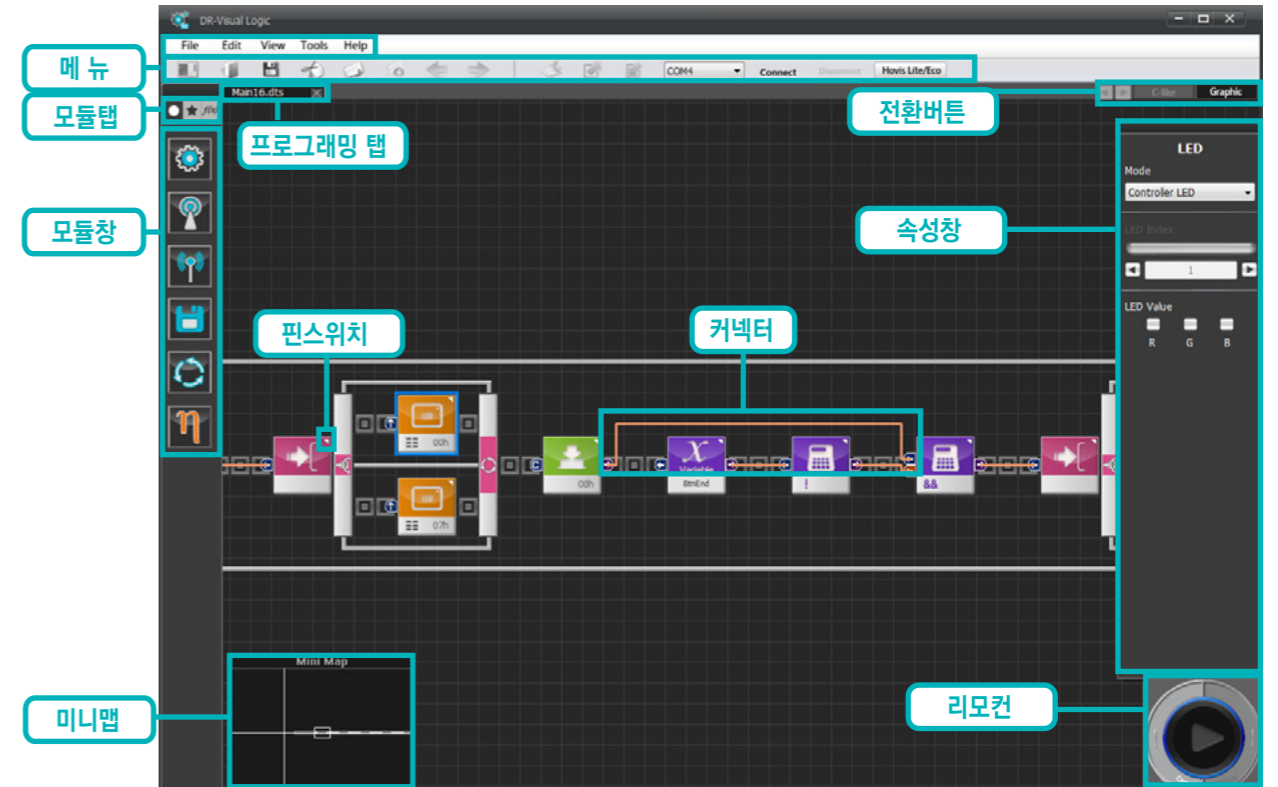 DR-Visual Logic
File Edit View Tools Help
메 뉴
COM4 Connect Disconnect Hovis Lite/Eco
Main16.dts
C-like Graphic
모듈탭
프로그래밍 탭
전환버튼
LED
Mode
Controller LED
모듈창
속성창
LED Index
1
LED Value
R G B
핀스위치
커넥터
LED
00h
Variable
BtnEnd
!
&&
08h
LED
07h
Mini Map
미니맵
리모컨